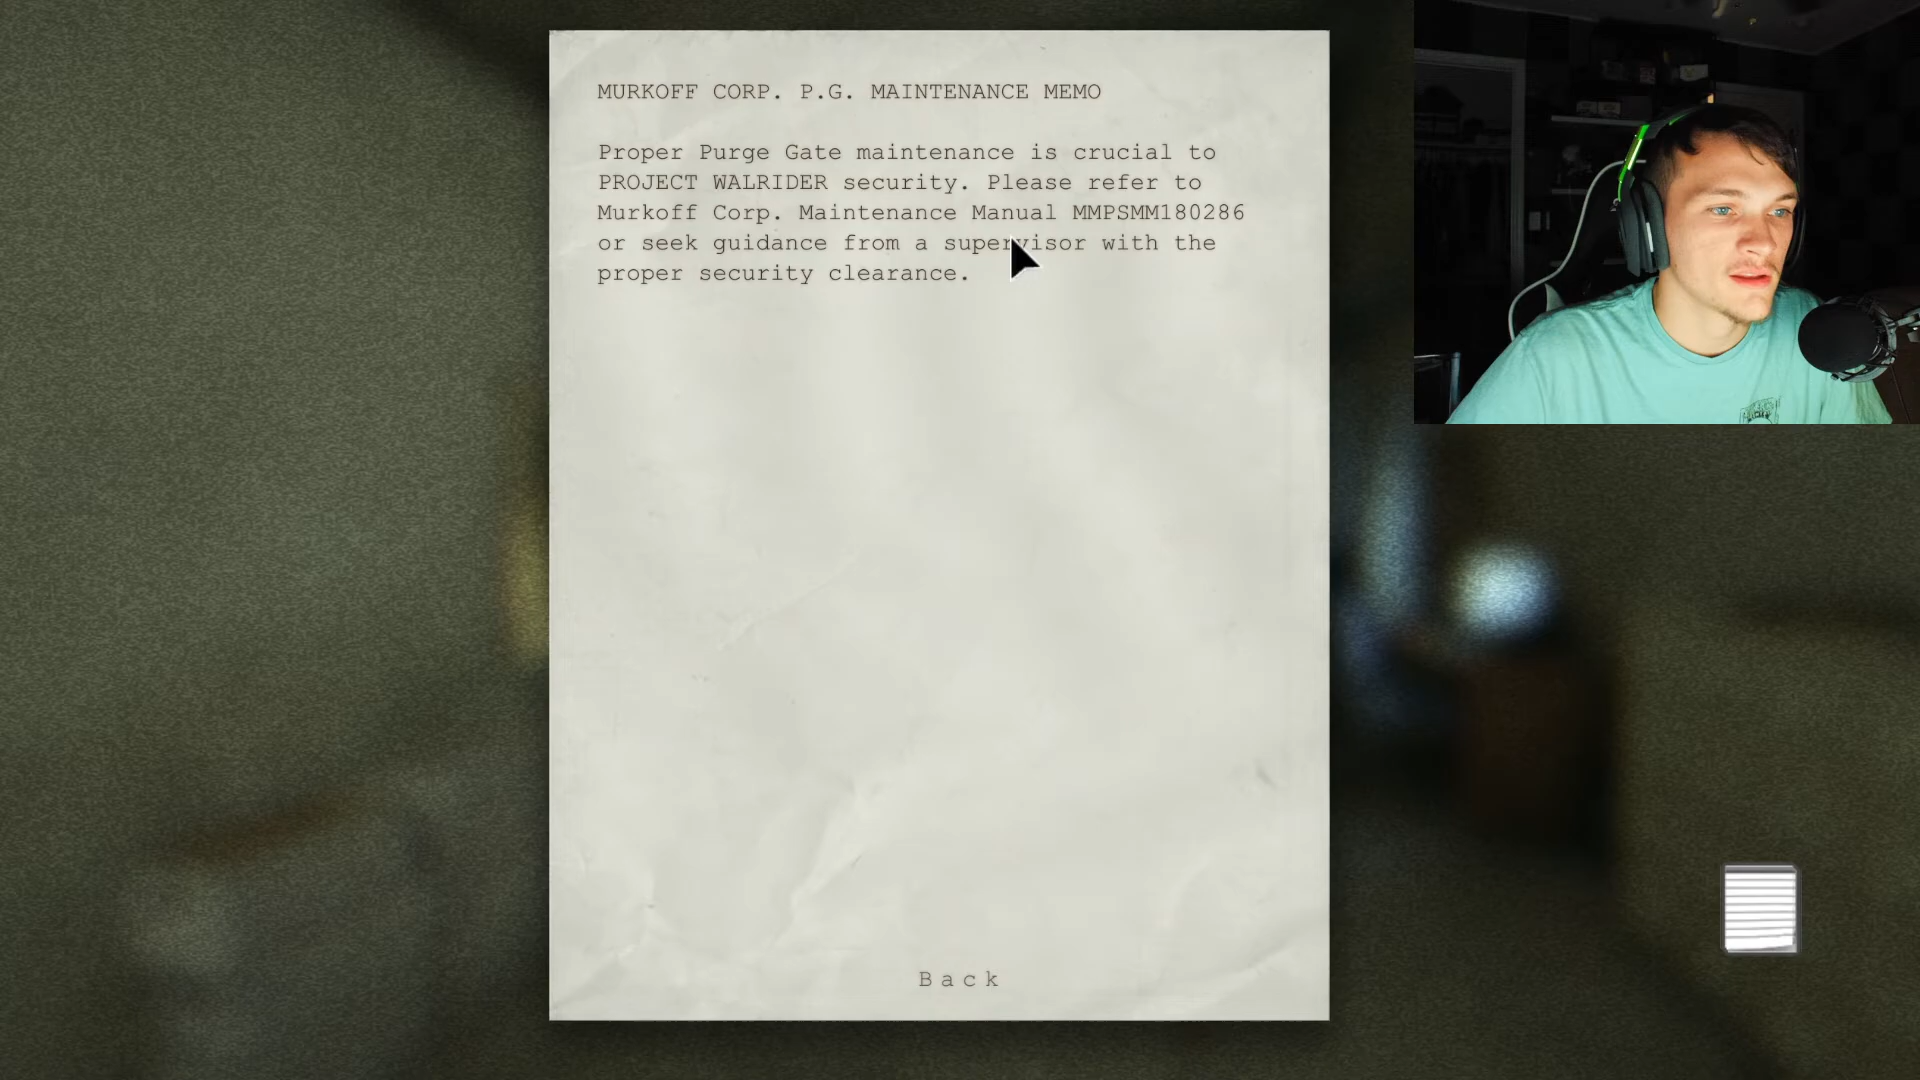 MURKOFF CORP. P.G. MAINTENANCE MEMO
Proper Purge Gate maintenance is crucial to
PROJECT WALRIDER security. Please refer to
Murkoff Corp. Maintenance Manual MMPSMM180286
or seek guidance from a supervisor with the
proper security clearance.
Back